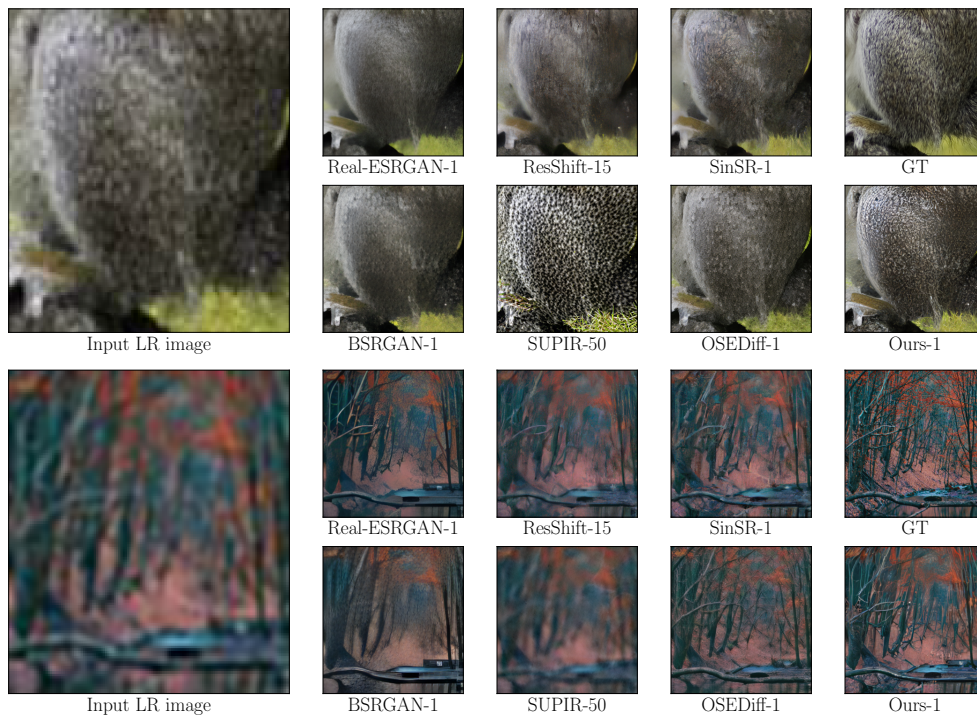 Real-ESRGAN-1
ResShift-15
SinSR-1
GT
Input LR image
BSRGAN-1
SUPIR-50
OSEDiff-1
Ours-1
Real-ESRGAN-1
ResShift-15
SinSR-1
GT
Input LR image
BSRGAN-1
SUPIR-50
OSEDiff-1
Ours-1